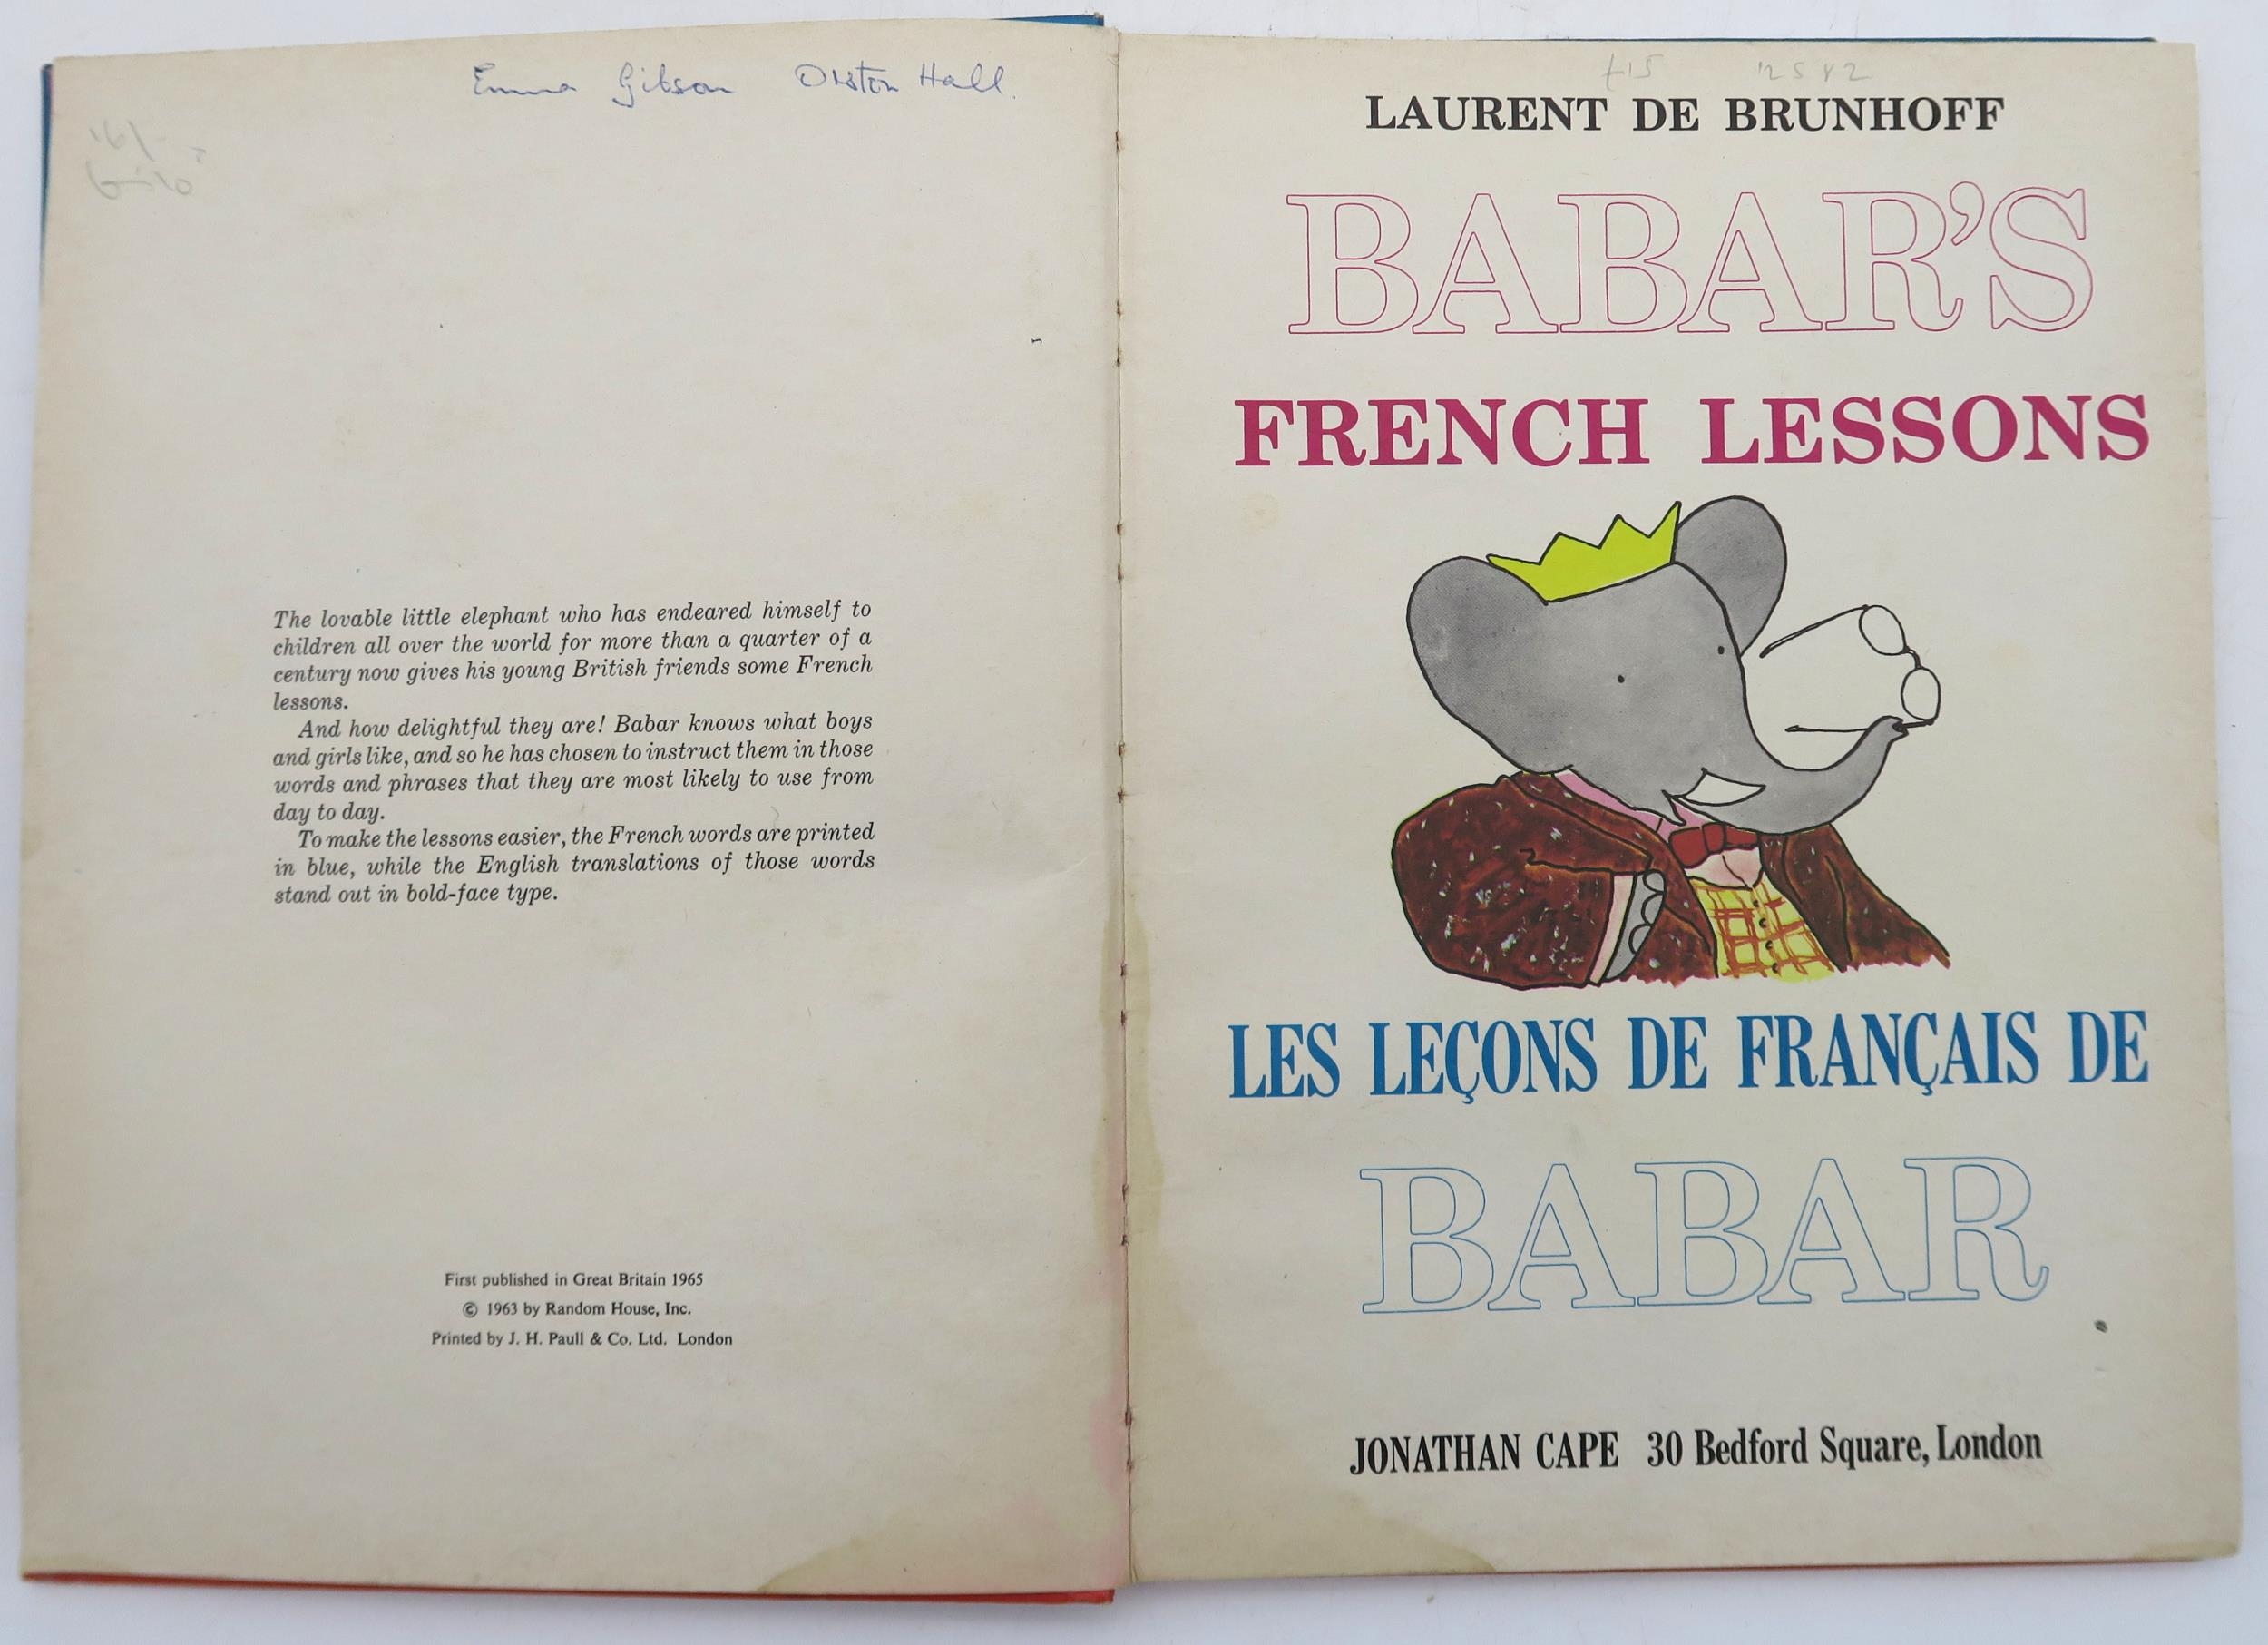 Emma Gibson Orston Hall.
16/-
The lovable little elephant who has endeared himself to
children all over the world for more than a quarter of a
century now gives his young British friends some French
lessons.
And how delightful they are! Babar knows what boys
and girls like, and so he has chosen to instruct them in those
words and phrases that they are most likely to use from
day to day.
To make the lessons easier, the French words are printed
in blue, while the English translations of those words
stand out in bold-face type.
First published in Great Britain 1965
© 1963 by Random House, Inc.
Printed by J. H. Paull & Co. Ltd. London
£15
LAURENT DE BRUNHOFF
BABAR'S
FRENCH LESSONS
LES LEÇONS DE FRANÇAIS DE
BABAR
JONATHAN CAPE 30 Bedford Square, London